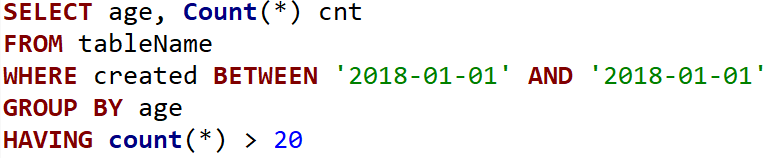 SELECT age, Count(*) cnt
FROM tableName
WHERE created BETWEEN '2018-01-01' AND '2018-01-01'
GROUP BY age
HAVING count(*) > 20